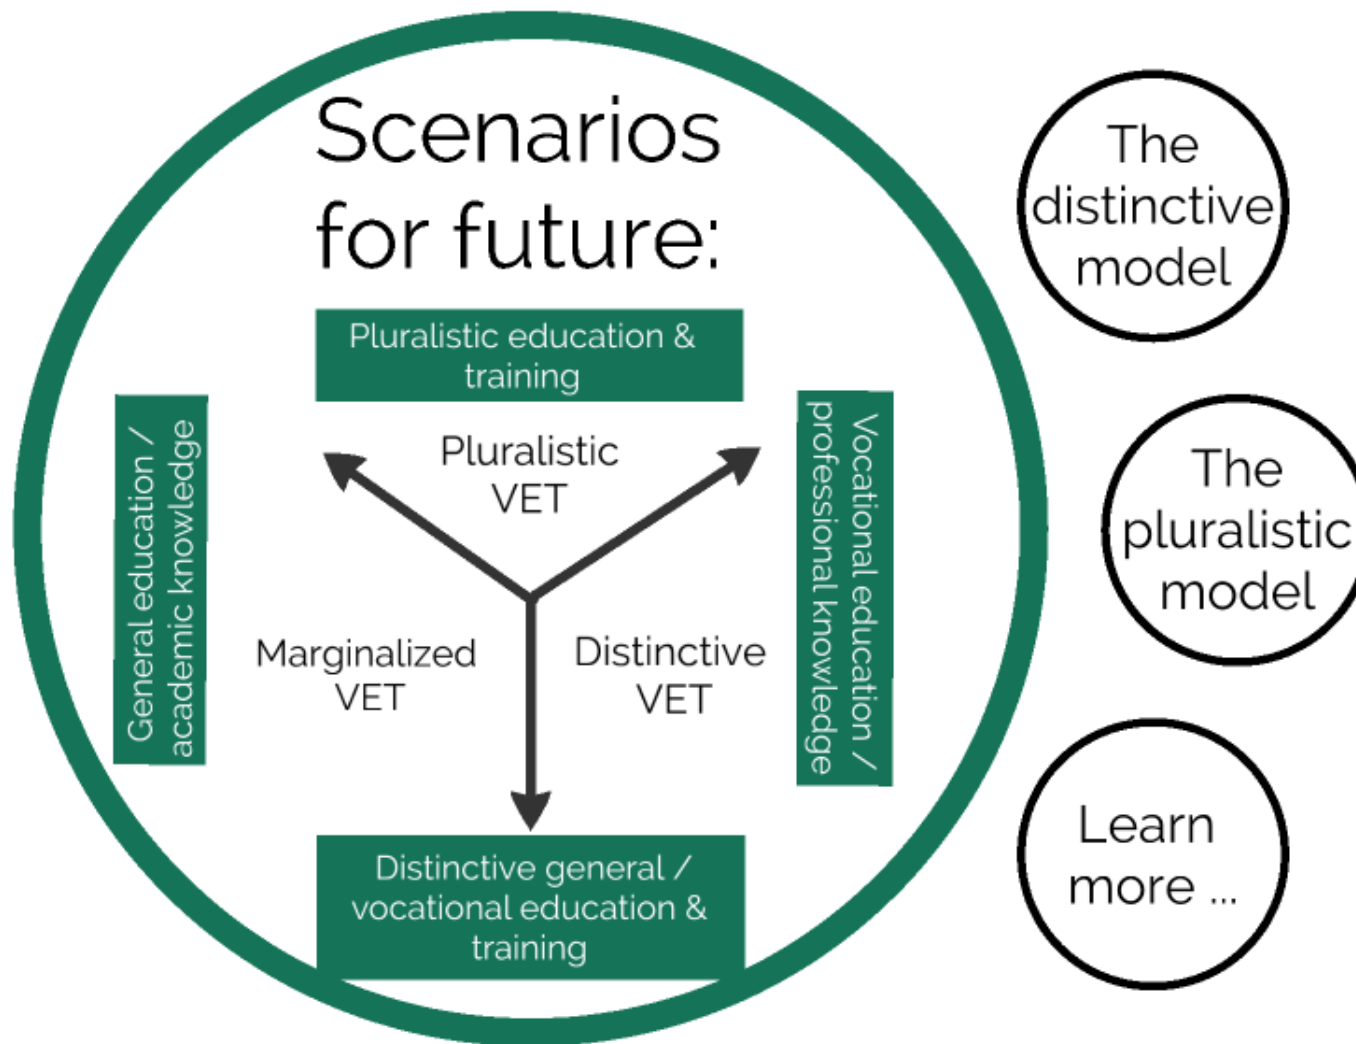 Scenarios
for future:
Pluralistic education &
training
General education /
academic knowledge
Pluralistic
VET
Vocational education /
professional knowledge
Marginalized
VET
Distinctive
VET
Distinctive general /
vocational education &
training
The
distinctive
model
The
pluralistic
model
Learn
more ...